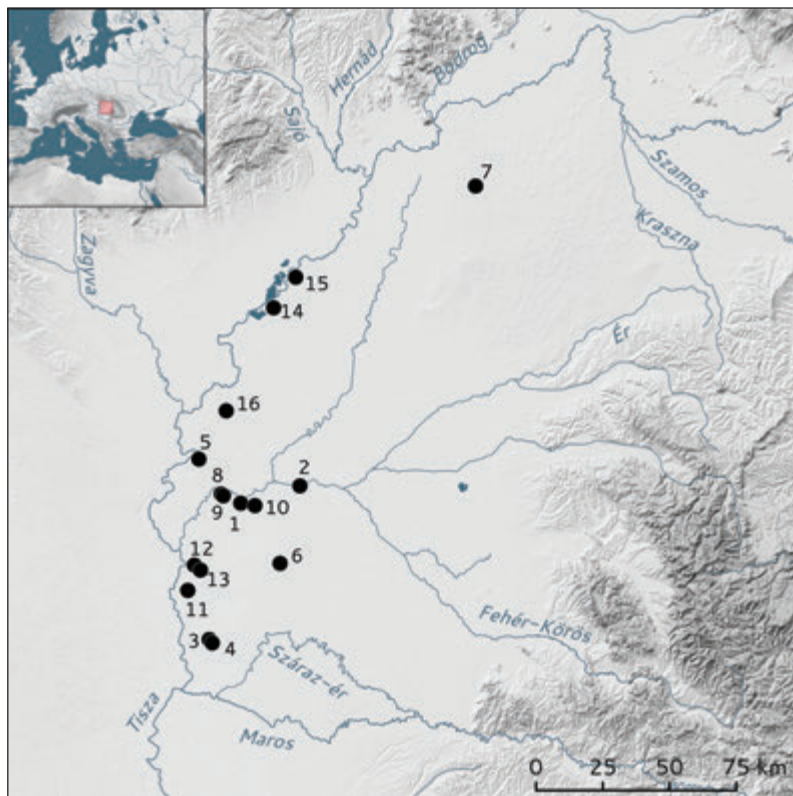 Hernád
Bodrog
Sajó
7
Szamos
Kraszna
Zagyva
15
14
Ér
16
5
2
8
9
1
10
12
13
6
11
3
4
Fehér-Körös
Száraz-ér
Tisza
Maros
0 25 50 75 km